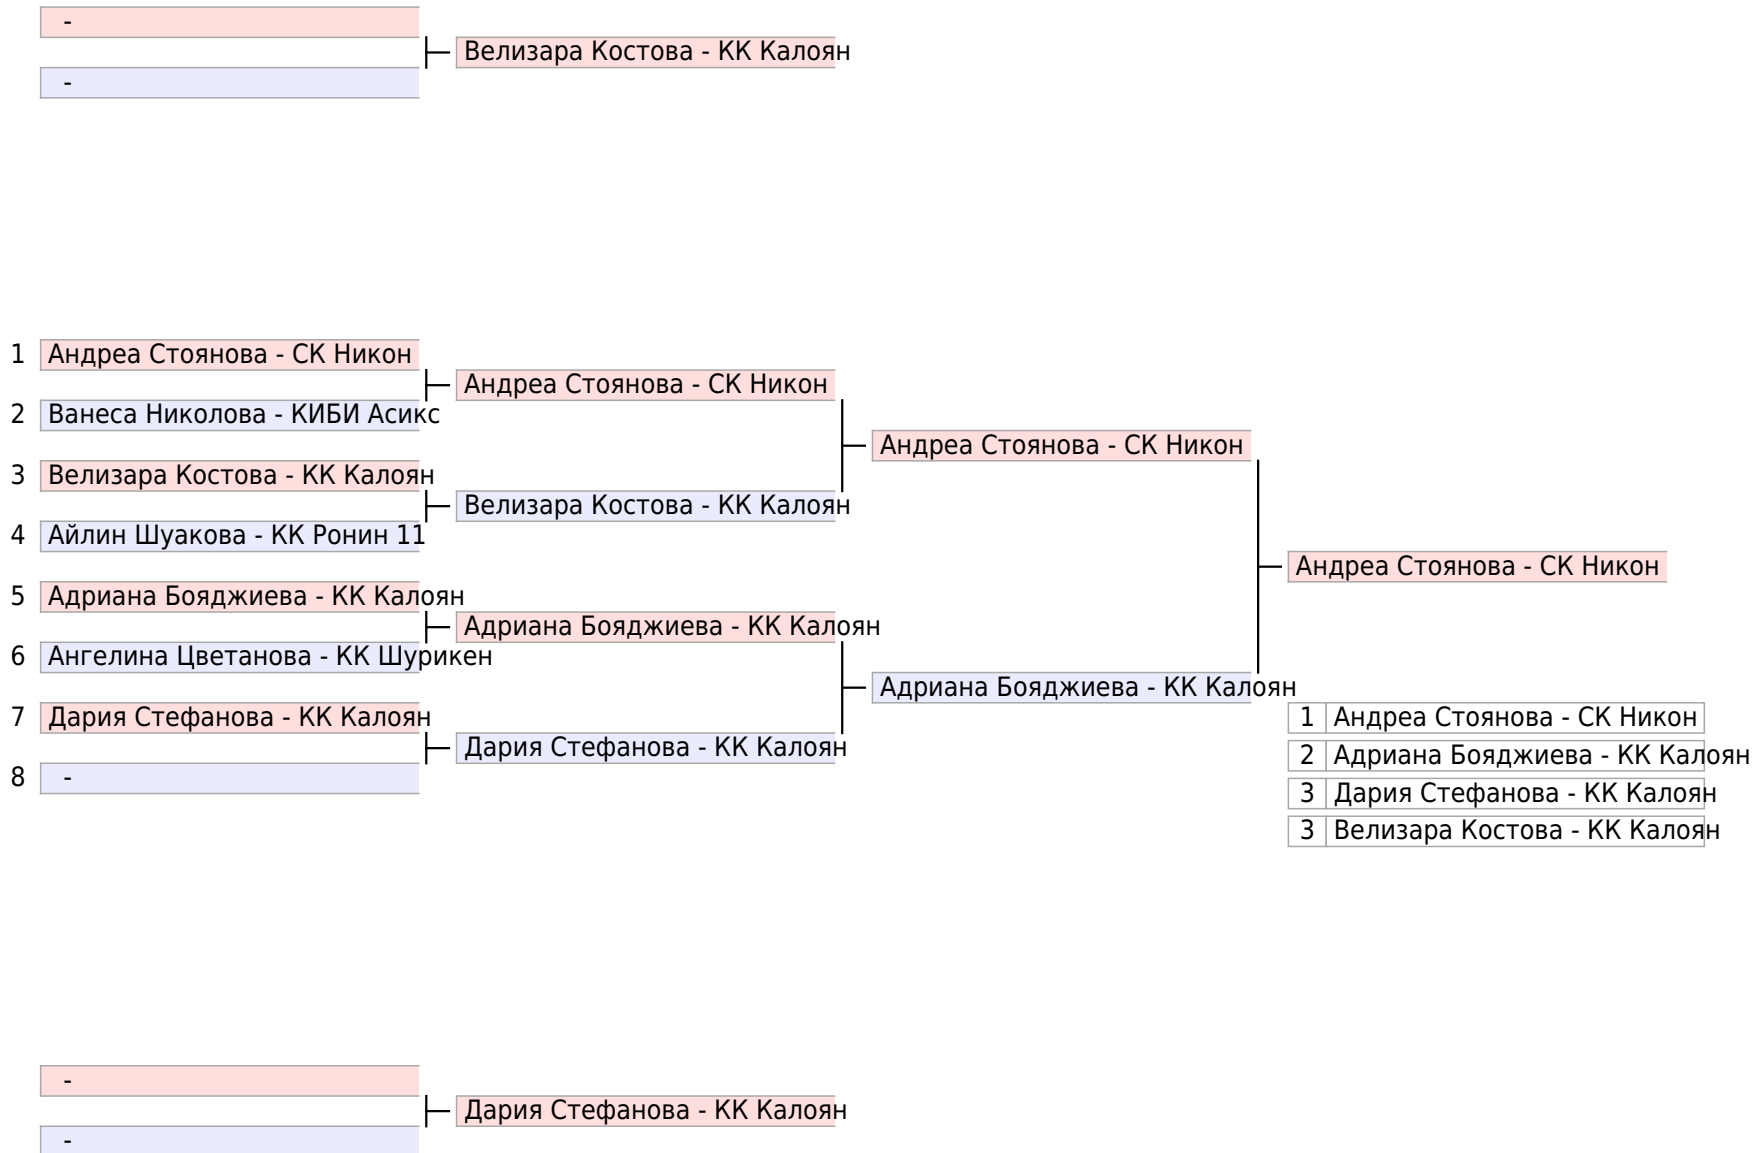 -
Велизара Костова - КК Калоян
-
1 Андреа Стоянова - СК Никон
Андреа Стоянова - СК Никон
2 Ванеса Николова - КИБИ Асикс
Андреа Стоянова - СК Никон
3 Велизара Костова - КК Калоян
Велизара Костова - КК Калоян
4 Айлин Шуакова - КК Ронин 11
Андреа Стоянова - СК Никон
5 Адриана Бояджиева - КК Калоян
Адриана Бояджиева - КК Калоян
6 Ангелина Цветанова - КК Шурикен
Адриана Бояджиева - КК Калоян
7 Дария Стефанова - КК Калоян
1 Андреа Стоянова - СК Никон
Дария Стефанова - КК Калоян
2 Адриана Бояджиева - КК Калоян
8 -
3 Дария Стефанова - КК Калоян
3 Велизара Костова - КК Калоян
-
Дария Стефанова - КК Калоян
-